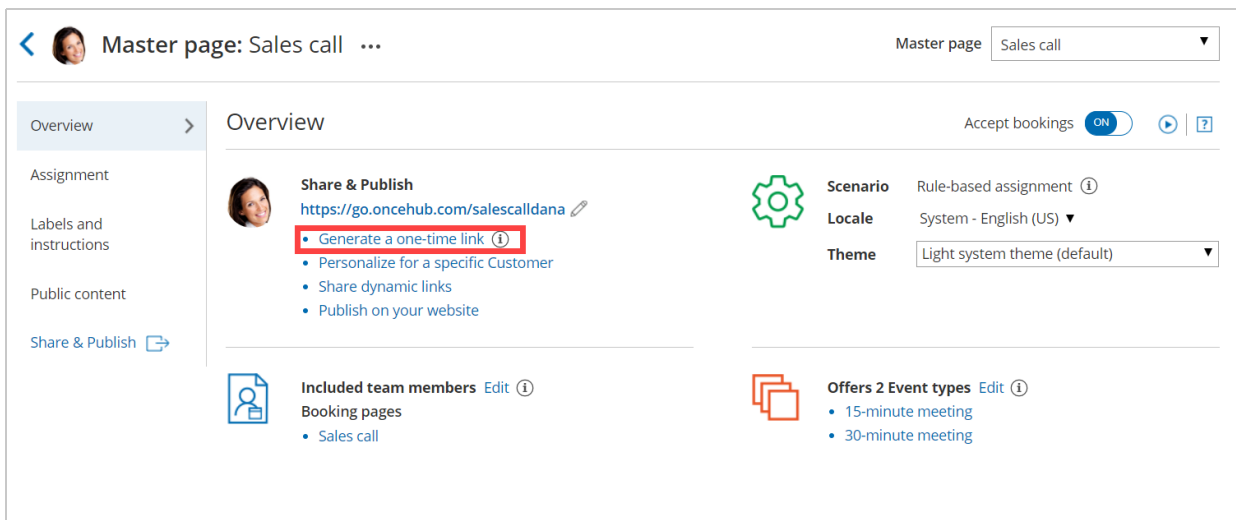 Master page: Sales call ...
Master page Sales call
Overview
Assignment
Labels and
instructions
Public content
Share & Publish
Overview
Accept bookings ON
?
Share & Publish
https://go.oncehub.com/salescalldana
• Generate a one-time link i
• Personalize for a specific Customer
• Share dynamic links
• Publish on your website
Scenario Rule-based assignment i
Locale System - English (US)
Theme Light system theme (default)
Included team members Edit i
Booking pages
• Sales call
Offers 2 Event types Edit i
• 15-minute meeting
• 30-minute meeting